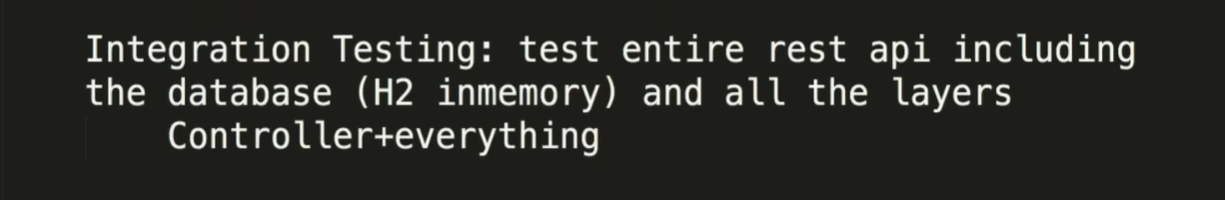 Integration Testing: test entire rest api including
the database (H2 inmemory) and all the layers
Controller+everything